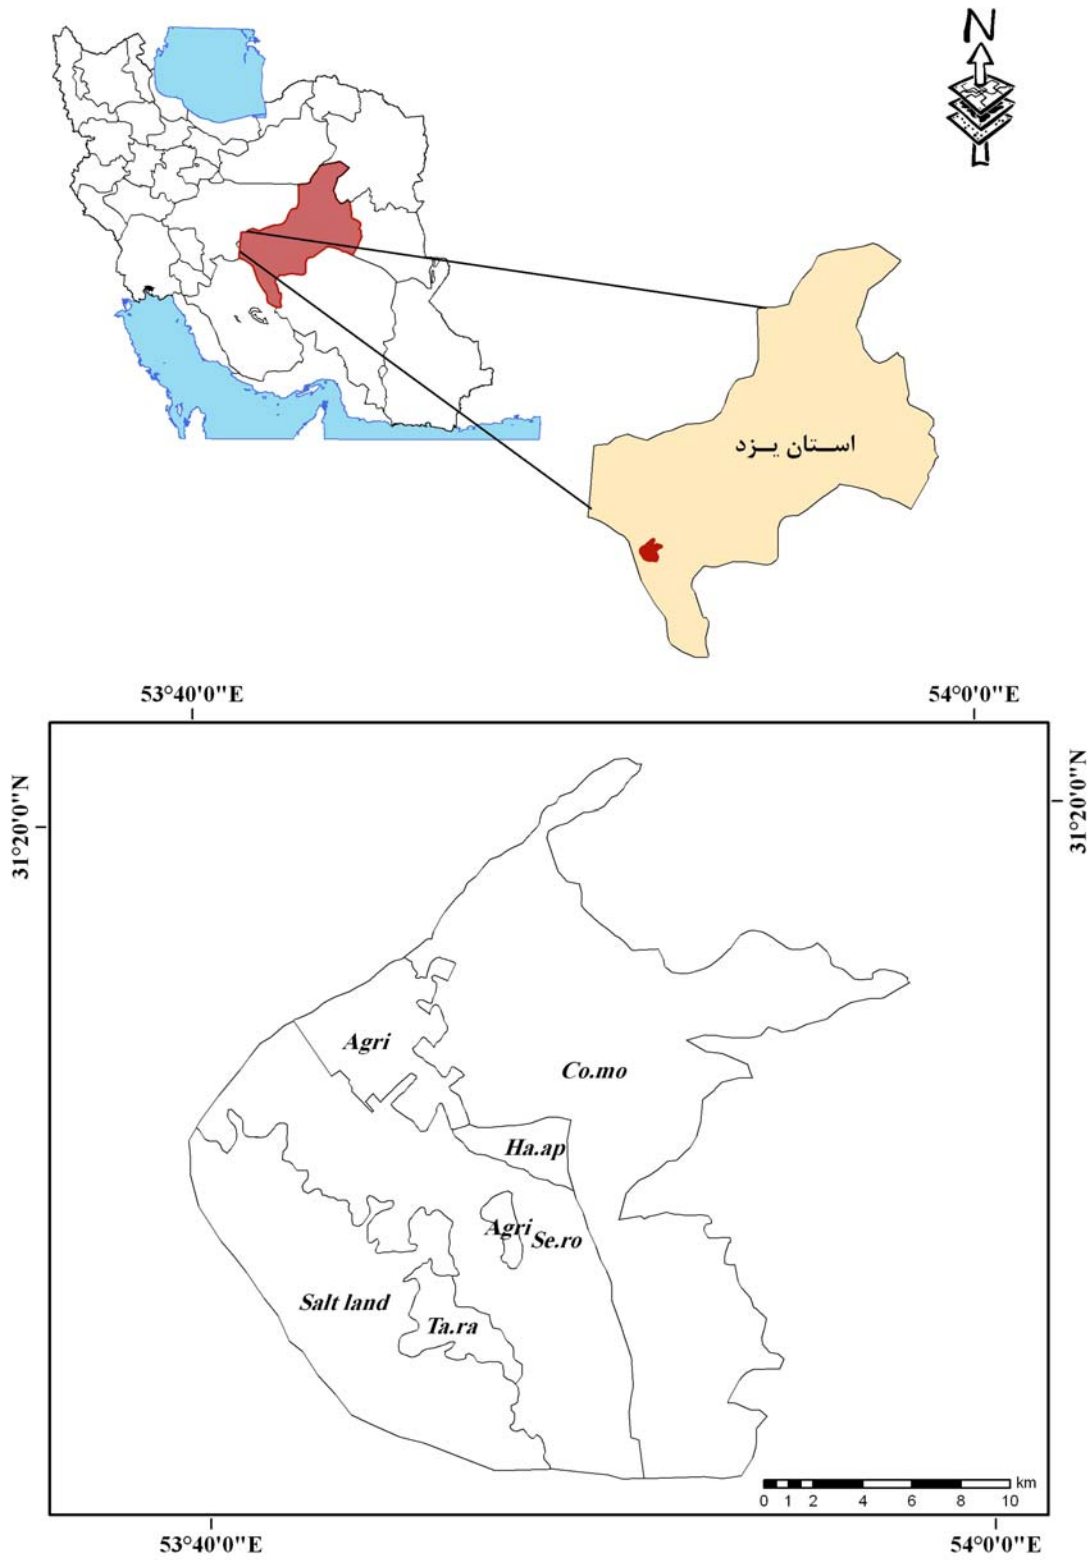 N
استان یزد
53°40'0"E
54°0'0"E
31°20'0"N
31°20'0"N
Agri
Co.mo
Ha.ap
Agri
Se.ro
Salt land
Ta.ra
km
0 1 2 4 6 8 10
53°40'0"E
54°0'0"E